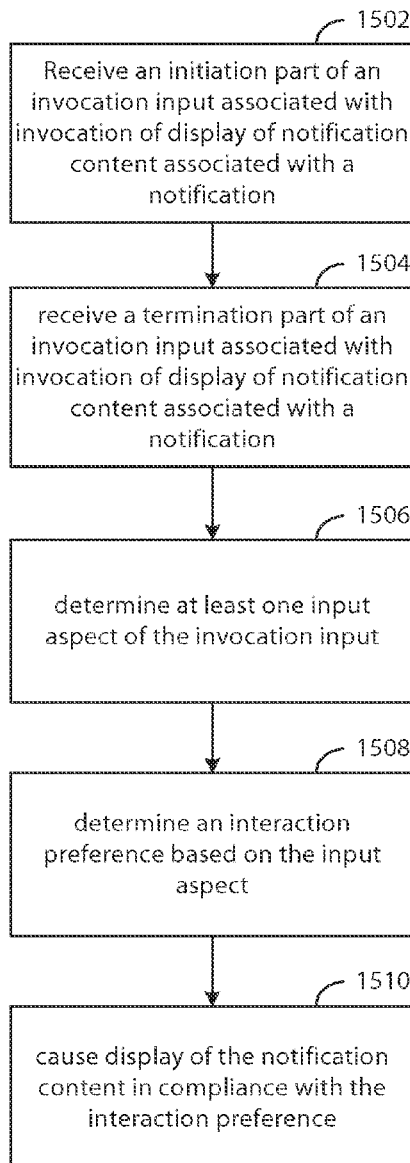 1502
Receive an initiation part of an
invocation input associated with
invocation of display of notification
content associated with a
notification
1504
receive a termination part of an
invocation input associated with
invocation of display of notification
content associated with a
notification
1506
determine at least one input
aspect of the invocation input
1508
determine an interaction
preference based on the input
aspect
1510
cause display of the notification
content in compliance with the
interaction preference